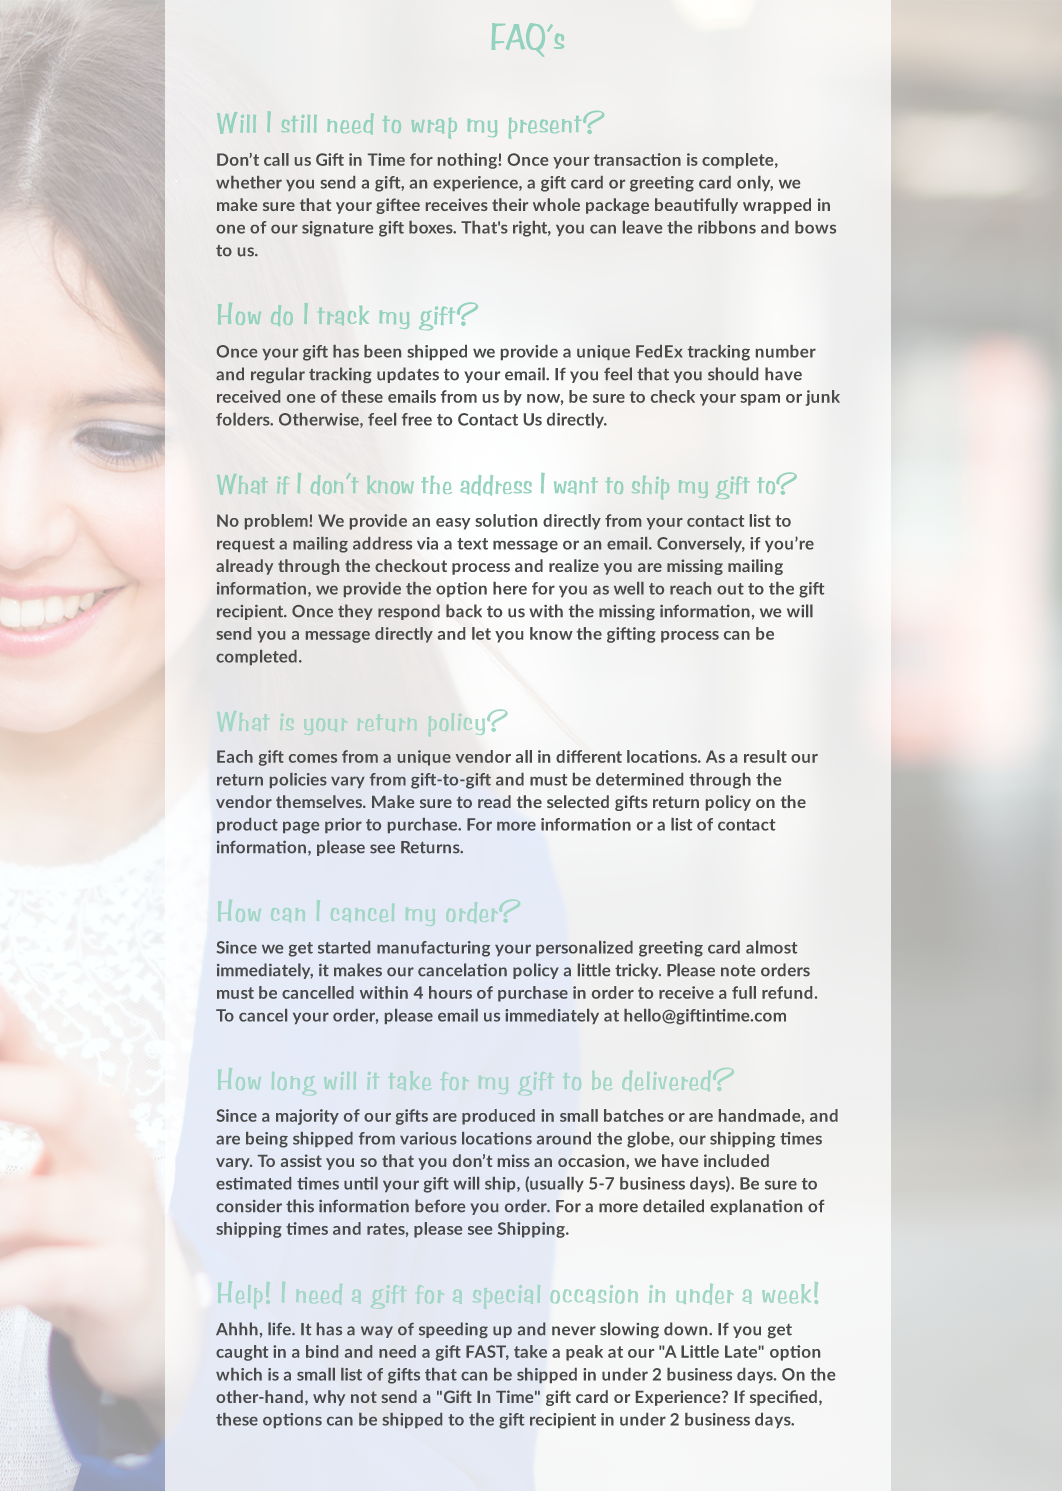 FAQ's
Will I still need to wrap my present?
Don't call us Gift in Time for nothing! Once your transaction is complete,
whether you send a gift, an experience, a gift card or greeting card only, we
make sure that your giftee receives their whole package beautifully wrapped in
one of our signature gift boxes. That's right, you can leave the ribbons and bows
to us.
How do I track my gift?
Once your gift has been shipped we provide a unique FedEx tracking number
and regular tracking updates to your email. If you feel that you should have
received one of these emails from us by now, be sure to check your spam or junk
folders. Otherwise, feel free to Contact Us directly.
What if I don't know the address I want to ship my gift to?
No problem! We provide an easy solution directly from your contact list to
request a mailing address via a text message or an email. Conversely, if you're
already through the checkout process and realize you are missing mailing
information, we provide the option here for you as well to reach out to the gift
recipient. Once they respond back to us with the missing information, we will
send you a message directly and let you know the gifting process can be
completed.
What is your return policy?
Each gift comes from a unique vendor all in different locations. As a result our
return policies vary from gift-to-gift and must be determined through the
vendor themselves. Make sure to read the selected gifts return policy on the
product page prior to purchase. For more information or a list of contact
information, please see Returns.
How can I cancel my order?
Since we get started manufacturing your personalized greeting card almost
immediately, it makes our cancelation policy a little tricky. Please note orders
must be cancelled within 4 hours of purchase in order to receive a full refund.
To cancel your order, please email us immediately at hello@giftintime.com
How long will it take for my gift to be delivered?
Since a majority of our gifts are produced in small batches or are handmade, and
are being shipped from various locations around the globe, our shipping times
vary. To assist you so that you don't miss an occasion, we have included
estimated times until your gift will ship, (usually 5-7 business days). Be sure to
consider this information before you order. For a more detailed explanation of
shipping times and rates, please see Shipping.
Help! I need a gift for a special occasion in under a week!
Ahhh, life. It has a way of speeding up and never slowing down. If you get
caught in a bind and need a gift FAST, take a peak at our "A Little Late" option
which is a small list of gifts that can be shipped in under 2 business days. On the
other-hand, why not send a "Gift In Time" gift card or Experience? If specified,
these options can be shipped to the gift recipient in under 2 business days.